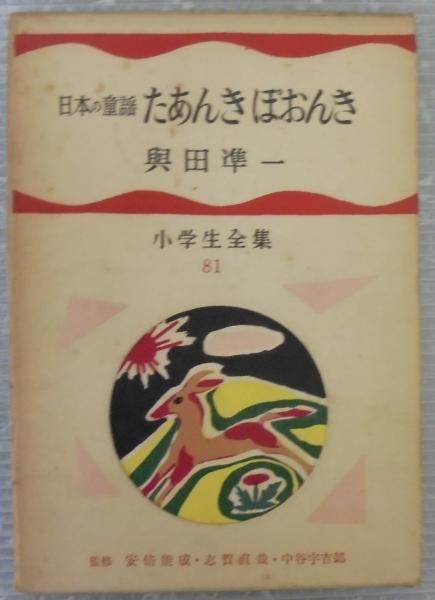 日本の童謡 たあんきぽおんき
與田凖一
小学生全集
81
監修 安倍能成・志賀直哉・中谷宇吉郎